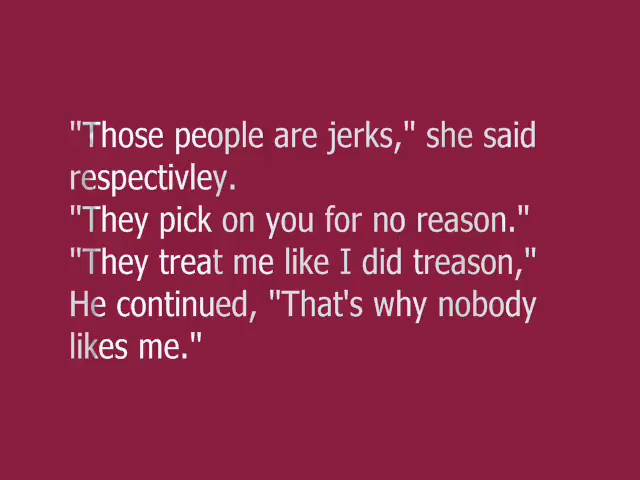 "Those people are jerks," she said
respectivley.
"They pick on you for no reason."
"They treat me like I did treason,"
He continued, "That's why nobody
likes me."